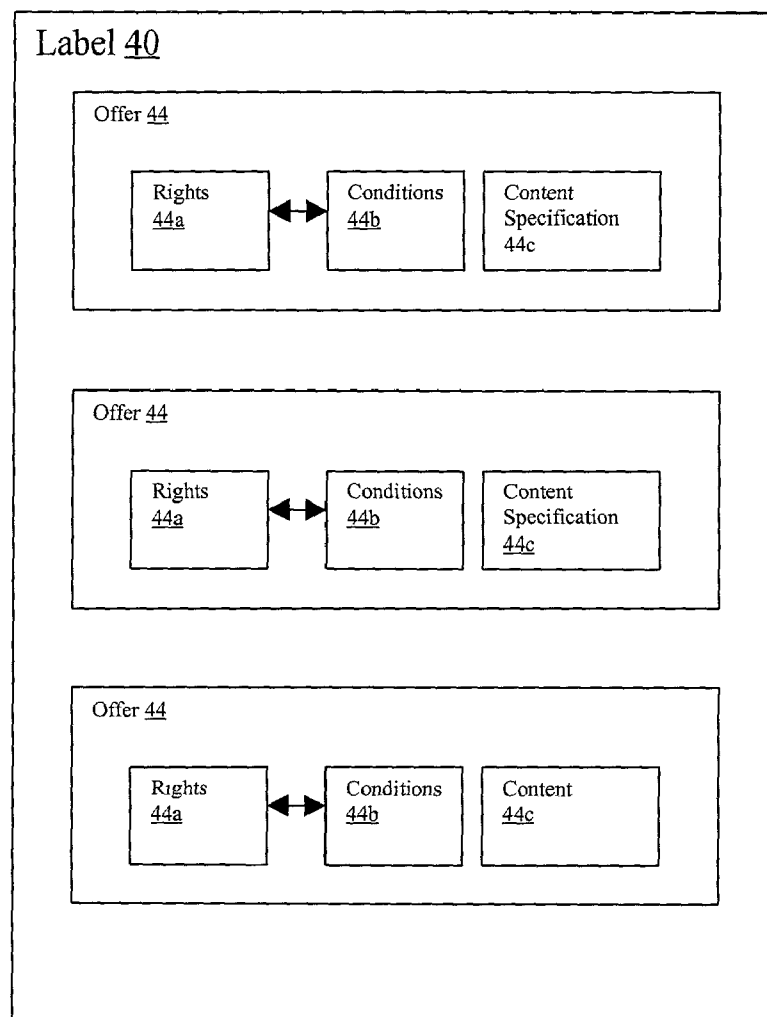 Label 40
Offer 44
Rights
44a
Conditions
44b
Content
Specification
44c
Offer 44
Rights
44a
Conditions
44b
Content
Specification
44c
Offer 44
Rights
44a
Conditions
44b
Content
44c